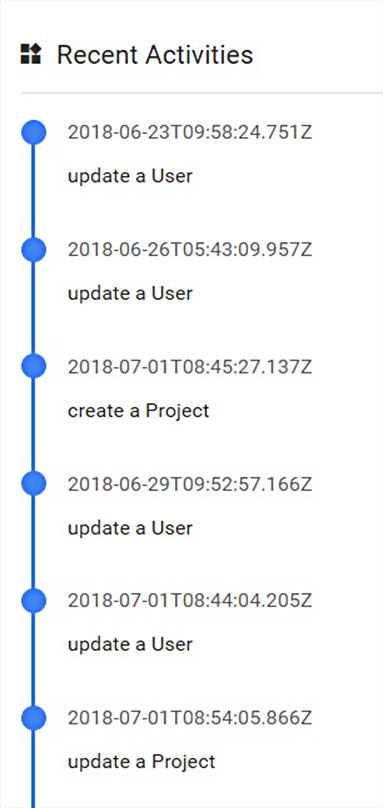 Recent Activities
2018-06-23T09:58:24.751Z
update a User
2018-06-26T05:43:09.957Z
update a User
2018-07-01T08:45:27.137Z
create a Project
2018-06-29T09:52:57.166Z
update a User
2018-07-01T08:44:04.205Z
update a User
2018-07-01T08:54:05.866Z
update a Project